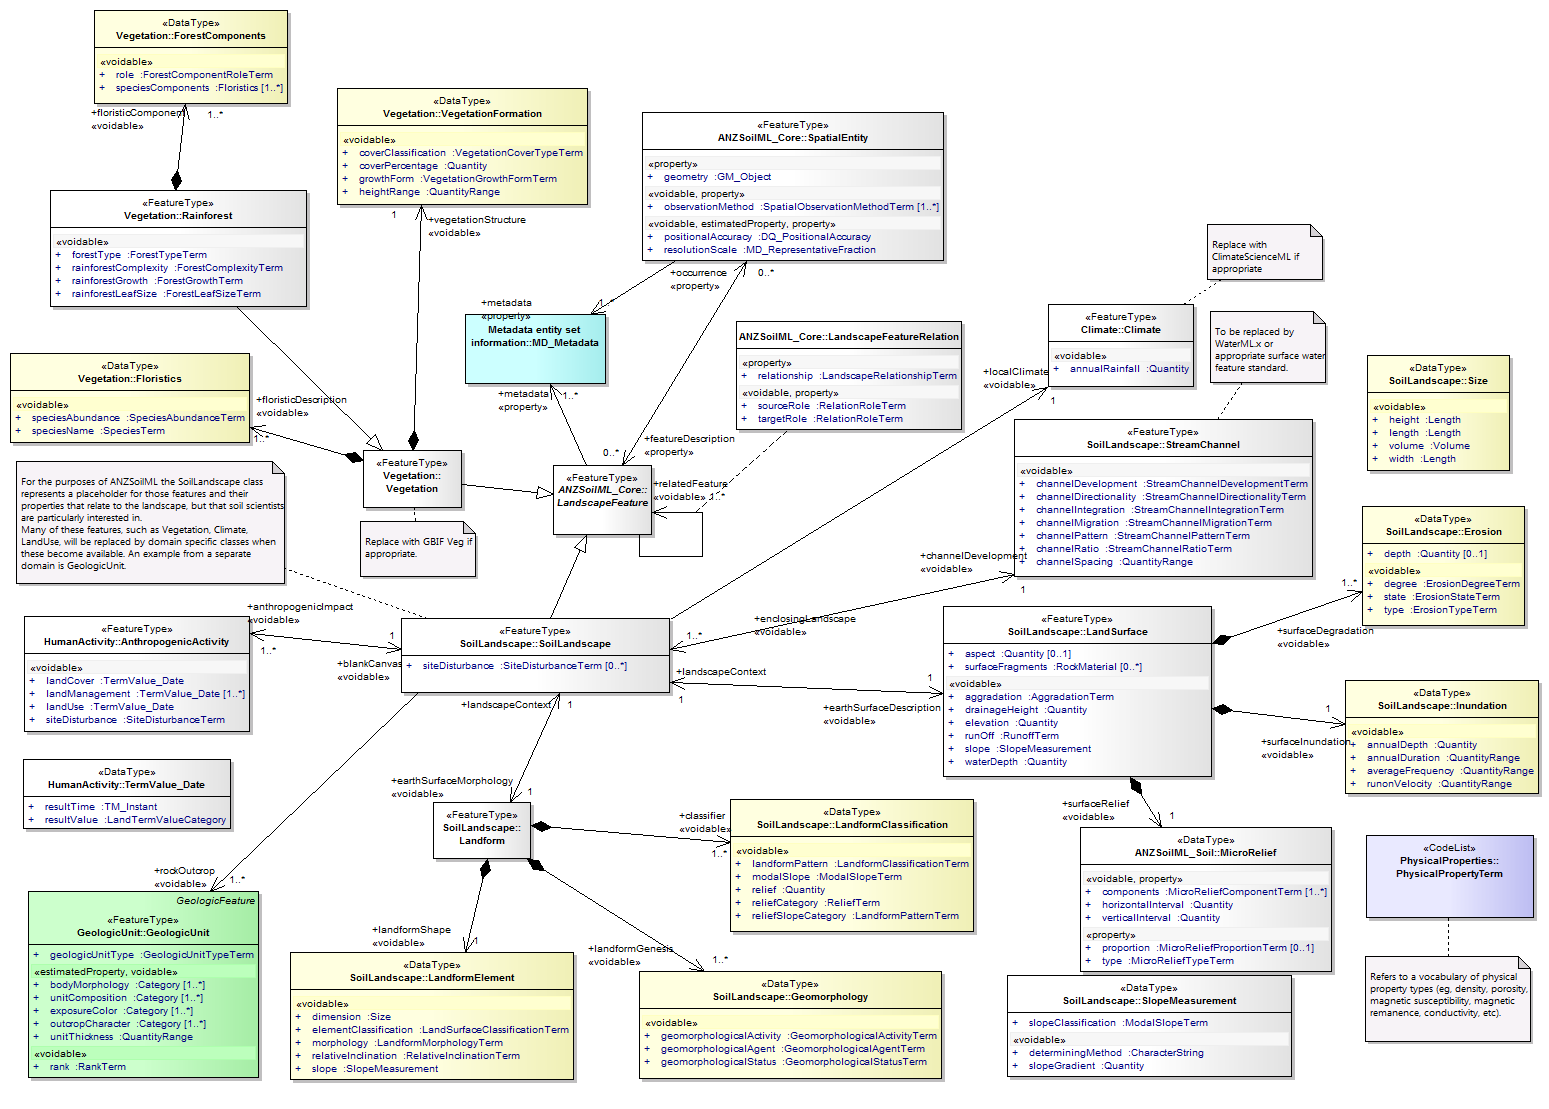 «DataType»
Vegetation::ForestComponents
«voidable»
+ role :ForestComponentRoleTerm
+ speciesComponents :Floristics [1..*]
+floristicComponent
«voidable»
1..*
«FeatureType»
Vegetation::Rainforest
«voidable»
+ forestType :ForestTypeTerm
+ rainforestComplexity :ForestComplexityTerm
+ rainforestGrowth :ForestGrowthTerm
+ rainforestLeafSize :ForestLeafSizeTerm
«DataType»
Vegetation::VegetationFormation
«voidable»
+ coverClassification :VegetationCoverTypeTerm
+ coverPercentage :Quantity
+ growthForm :VegetationGrowthFormTerm
+ heightRange :QuantityRange
1
+vegetationStructure
«voidable»
«FeatureType»
ANZSoilML_Core::SpatialEntity
«property»
+ geometry :GM_Object
«voidable, property»
+ observationMethod :SpatialObservationMethodTerm [1..*]
«voidable, estimatedProperty, property»
+ positionalAccuracy :DQ_PositionalAccuracy
+ resolutionScale :MD_RepresentativeFraction
+occurrence
«property»
0..*
+metadata
«property»
1..*
Metadata entity set
information::MD_Metadata
+metadata
«property»
1..*
ANZSoilML_Core::LandscapeFeatureRelation
«property»
+ relationship :LandscapeRelationshipTerm
«voidable, property»
+ sourceRole :RelationRoleTerm
+ targetRole :RelationRoleTerm
Replace with
ClimateScienceML if
appropriate
«FeatureType»
Climate::Climate
«voidable»
+ annualRainfall :Quantity
+localClimate
«voidable»
1
To be replaced by
WaterML:x or
appropriate surface water
feature standard.
«DataType»
SoilLandscape::Size
«voidable»
+ height :Length
+ length :Length
+ volume :Volume
+ width :Length
«DataType»
Vegetation::Floristics
«voidable»
+ speciesAbundance :SpeciesAbundanceTerm
+ speciesName :SpeciesTerm
+floristicDescription
«voidable»
1..*
«FeatureType»
Vegetation::
Vegetation
Replace with GBIF Veg if
appropriate.
0..*
+featureDescription
«property»
«FeatureType»
ANZSoilML_Core::
LandscapeFeature
+relatedFeature
«voidable»
1..*
«FeatureType»
SoilLandscape::StreamChannel
«voidable»
+ channelDevelopment :StreamChannelDevelopmentTerm
+ channelDirectionality :StreamChannelDirectionalityTerm
+ channelIntegration :StreamChannelIntegrationTerm
+ channelMigration :StreamChannelMigrationTerm
+ channelPattern :StreamChannelPatternTerm
+ channelRatio :StreamChannelRatioTerm
+ channelSpacing :QuantityRange
+channelDevelopment
«voidable»
1
For the purposes of ANZSoilML the SoilLandscape class
represents a placeholder for those features and their
properties that relate to the landscape, but that soil scientists
are particularly interested in.
Many of these features, such as Vegetation, Climate,
LandUse, will be replaced by domain specific classes when
these become available. An example from a separate
domain is GeologicUnit.
«DataType»
SoilLandscape::Erosion
+ depth :Quantity [0..1]
«voidable»
+ degree :ErosionDegreeTerm
+ state :ErosionStateTerm
+ type :ErosionTypeTerm
1..*
+surfaceDegradation
«voidable»
+anthropogenicImpact
«voidable»
1..*
«FeatureType»
HumanActivity::AnthropogenicActivity
«voidable»
+ landCover :TermValue_Date
+ landManagement :TermValue_Date [1..*]
+ landUse :TermValue_Date
+ siteDisturbance :SiteDisturbanceTerm
1
+blankCanvas
«voidable»
«FeatureType»
SoilLandscape::SoilLandscape
+ siteDisturbance :SiteDisturbanceTerm [0..*]
1..*
+enclosingLandscape
«voidable»
+landscapeContext
1
1
+earthSurfaceDescription
«voidable»
«FeatureType»
SoilLandscape::LandSurface
+ aspect :Quantity [0..1]
+ surfaceFragments :RockMaterial [0..*]
«voidable»
+ aggradation :AggradationTerm
+ drainageHeight :Quantity
+ elevation :Quantity
+ runOff :RunoffTerm
+ slope :SlopeMeasurement
+ waterDepth :Quantity
«DataType»
SoilLandscape::Inundation
«voidable»
+ annualDepth :Quantity
+ annualDuration :QuantityRange
+ averageFrequency :QuantityRange
+ runonVelocity :QuantityRange
1
+surfaceInundation
«voidable»
+landscapeContext
1
«DataType»
HumanActivity::TermValue_Date
+ resultTime :TM_Instant
+ resultValue :LandTermValueCategory
+earthSurfaceMorphology
«voidable»
1
«FeatureType»
SoilLandscape::
Landform
+classifier
«voidable»
1..*
«DataType»
SoilLandscape::LandformClassification
«voidable»
+ landformPattern :LandformClassificationTerm
+ modalSlope :ModalSlopeTerm
+ relief :Quantity
+ reliefCategory :ReliefTerm
+ reliefSlopeCategory :LandformPatternTerm
+surfaceRelief
«voidable»
1
«DataType»
ANZSoilML_Soil::MicroRelief
«voidable, property»
+ components :MicroReliefComponentTerm [1..*]
+ horizontalInterval :Quantity
+ verticalInterval :Quantity
«property»
+ proportion :MicroReliefProportionTerm [0..1]
+ type :MicroReliefTypeTerm
«CodeList»
PhysicalProperties::
PhysicalPropertyTerm
Refers to a vocabulary of physical
property types (eg, density, porosity,
magnetic susceptibility, magnetic
remanence, conductivity, etc).
+rockOutcrop
«voidable»
1..*
GeologicFeature
«FeatureType»
GeologicUnit::GeologicUnit
+ geologicUnitType :GeologicUnitTypeTerm
«estimatedProperty, voidable»
+ bodyMorphology :Category [1..*]
+ unitComposition :Category [1..*]
+ exposureColor :Category [1..*]
+ outcropCharacter :Category [1..*]
+ unitThickness :QuantityRange
«voidable»
+ rank :RankTerm
+landformShape
«voidable»
1
«DataType»
SoilLandscape::LandformElement
«voidable»
+ dimension :Size
+ elementClassification :LandSurfaceClassificationTerm
+ morphology :LandformMorphologyTerm
+ relativeInclination :RelativeInclinationTerm
+ slope :SlopeMeasurement
+landformGenesis
«voidable»
1..*
«DataType»
SoilLandscape::Geomorphology
«voidable»
+ geomorphologicalActivity :GeomorphologicalActivityTerm
+ geomorphologicalAgent :GeomorphologicalAgentTerm
+ geomorphologicalStatus :GeomorphologicalStatusTerm
«DataType»
SoilLandscape::SlopeMeasurement
+ slopeClassification :ModalSlopeTerm
«voidable»
+ determiningMethod :CharacterString
+ slopeGradient :Quantity